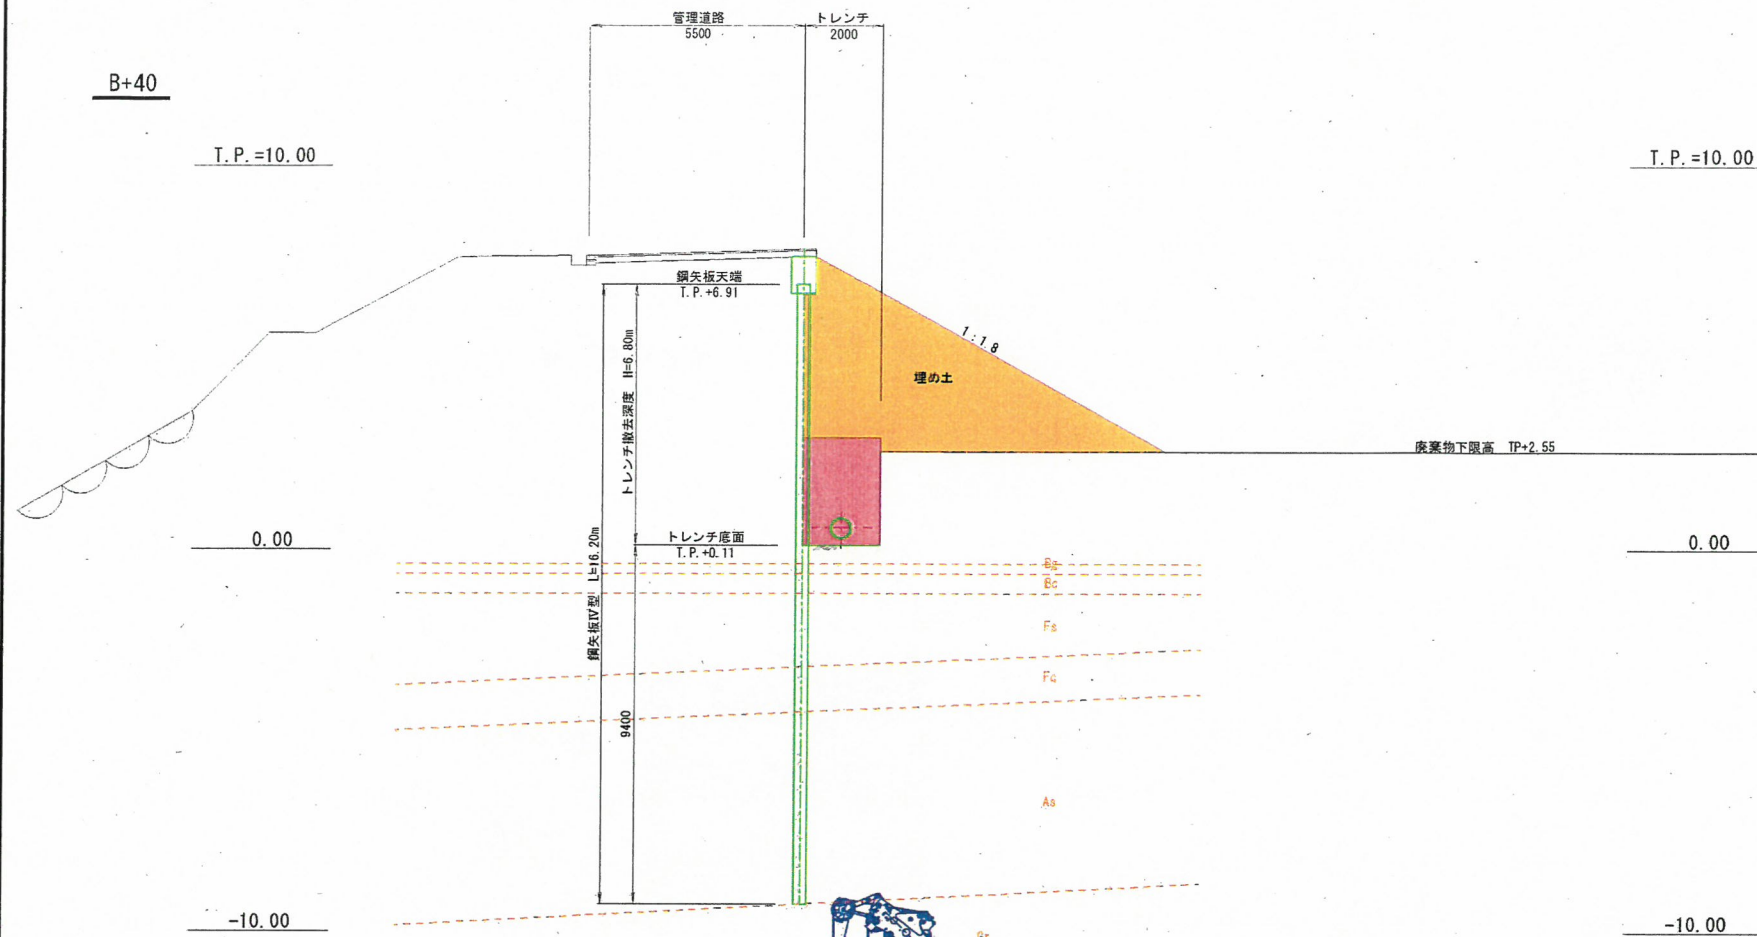 管理道路
トレンチ
5500
2000
B+40
T.P.=10.00
T.P.=10.00
鋼矢板天端
T.P.+6.91
トレンチ撤去深度 H=6.80m
1:1.8
埋め土
廃棄物下限高 TP+2.55
鋼矢板Ⅳ型 L=16.20m
トレンチ底面
T.P.+0.11
0.00
0.00
Bc
Fs
As
9400
-10.00
-10.00